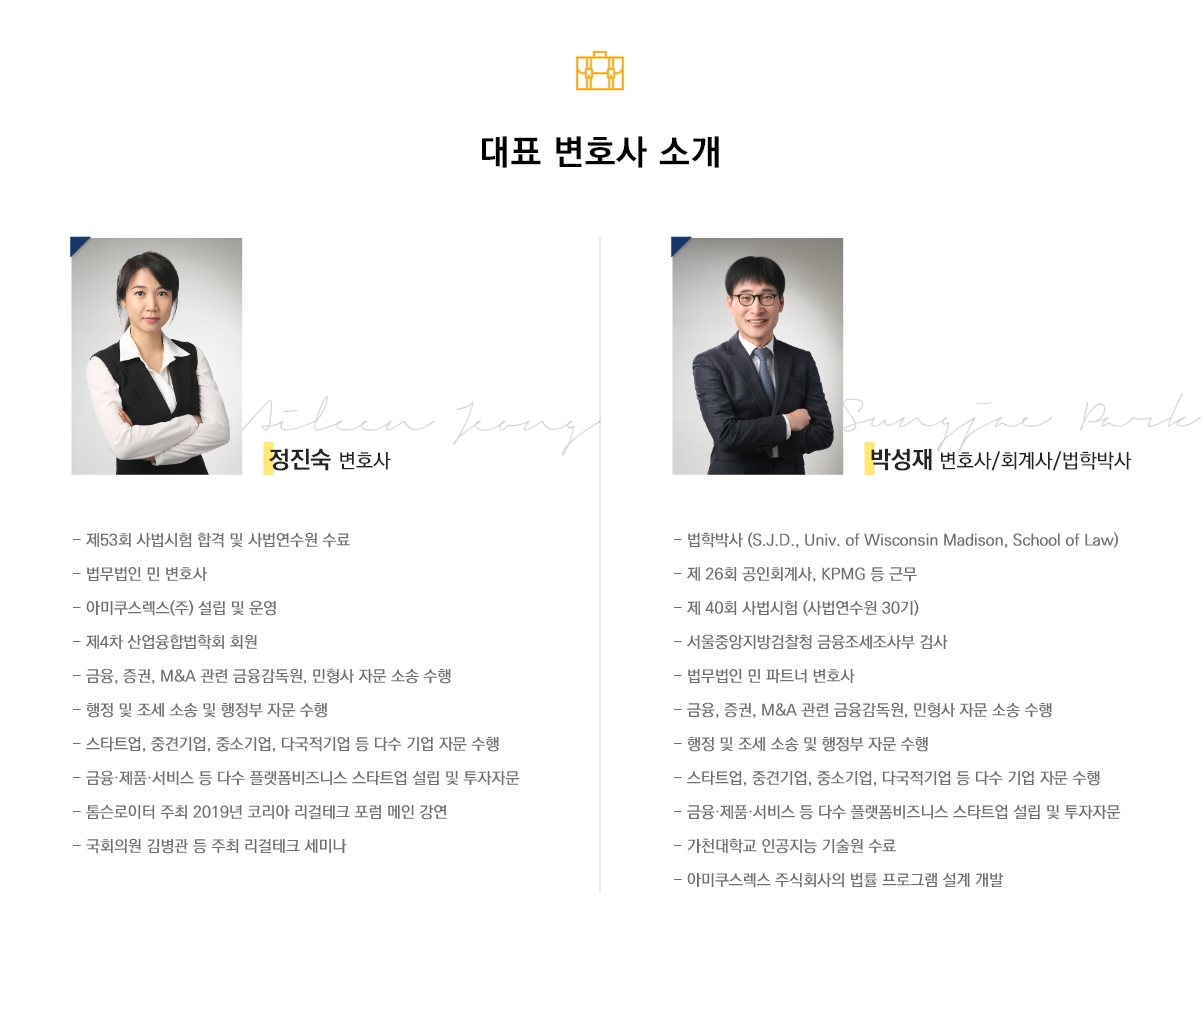 대표 변호사 소개
Aileen Jeong
정진숙 변호사
- 제53회 사법시험 합격 및 사법연수원 수료
- 법무법인 민 변호사
- 아미쿠스렉스(주) 설립 및 운영
- 제4차 산업융합법학회 회원
- 금융, 증권, M&A 관련 금융감독원, 민형사 자문 소송 수행
- 행정 및 조세 소송 및 행정부 자문 수행
- 스타트업, 중견기업, 중소기업, 다국적기업 등 다수 기업 자문 수행
- 금융·제품·서비스 등 다수 플랫폼비즈니스 스타트업 설립 및 투자자문
- 톰슨로이터 주최 2019년 코리아 리걸테크 포럼 메인 강연
- 국회의원 김병관 등 주최 리걸테크 세미나
Sungjae Park
박성재 변호사/회계사/법학박사
- 법학박사 (S.J.D., Univ. of Wisconsin Madison, School of Law)
- 제 26회 공인회계사, KPMG 등 근무
- 제 40회 사법시험 (사법연수원 30기)
- 서울중앙지방검찰청 금융조세조사부 검사
- 법무법인 민 파트너 변호사
- 금융, 증권, M&A 관련 금융감독원, 민형사 자문 소송 수행
- 행정 및 조세 소송 및 행정부 자문 수행
- 스타트업, 중견기업, 중소기업, 다국적기업 등 다수 기업 자문 수행
- 금융·제품·서비스 등 다수 플랫폼비즈니스 스타트업 설립 및 투자자문
- 가천대학교 인공지능 기술원 수료
- 아미쿠스렉스 주식회사의 법률 프로그램 설계 개발